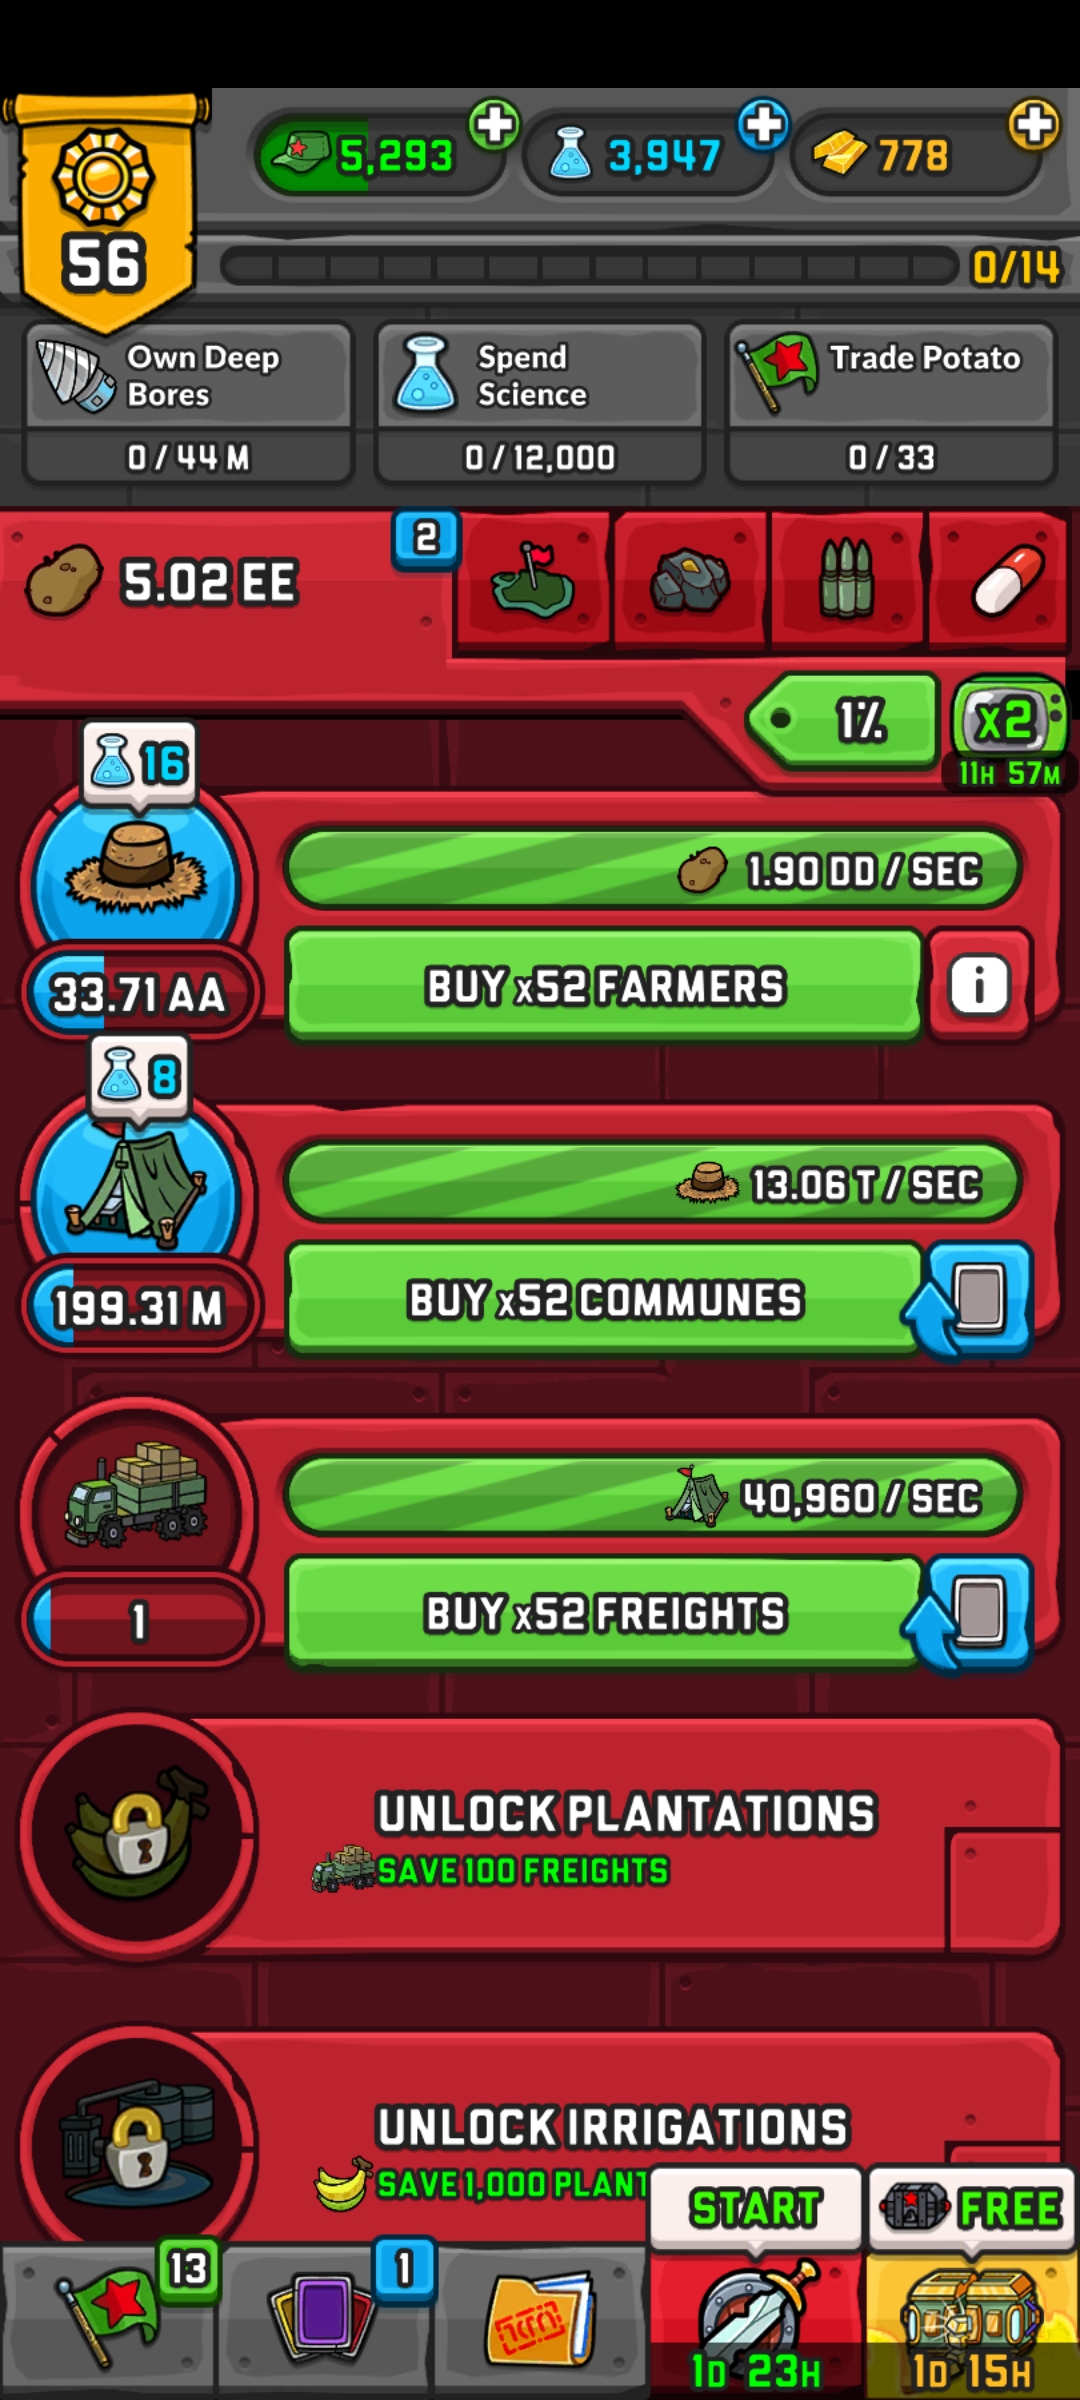 5,293
3,947
778
56
0/14
Own Deep
Bores
0 / 44 M
Spend
Science
0 / 12,000
Trade Potato
0 / 33
5.02 EE
2
1%
x2
11H 57M
16
1.90 DD / SEC
33.71 AA
BUY x52 FARMERS
i
8
13.06 T / SEC
199.31 M
BUY x52 COMMUNES
40,960 / SEC
1
BUY x52 FREIGHTS
UNLOCK PLANTATIONS
SAVE 100 FREIGHTS
UNLOCK IRRIGATIONS
SAVE 1,000 PLANT
START
FREE
13
1
1D 23H
1D 15H